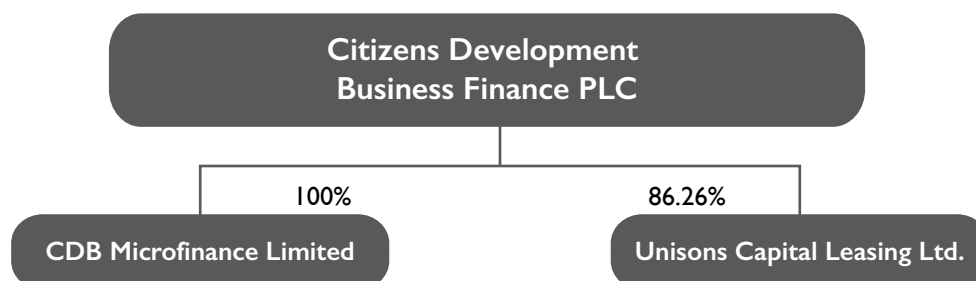 Citizens Development
Business Finance PLC
100%
86.26%
CDB Microfinance Limited
Unisons Capital Leasing Ltd.